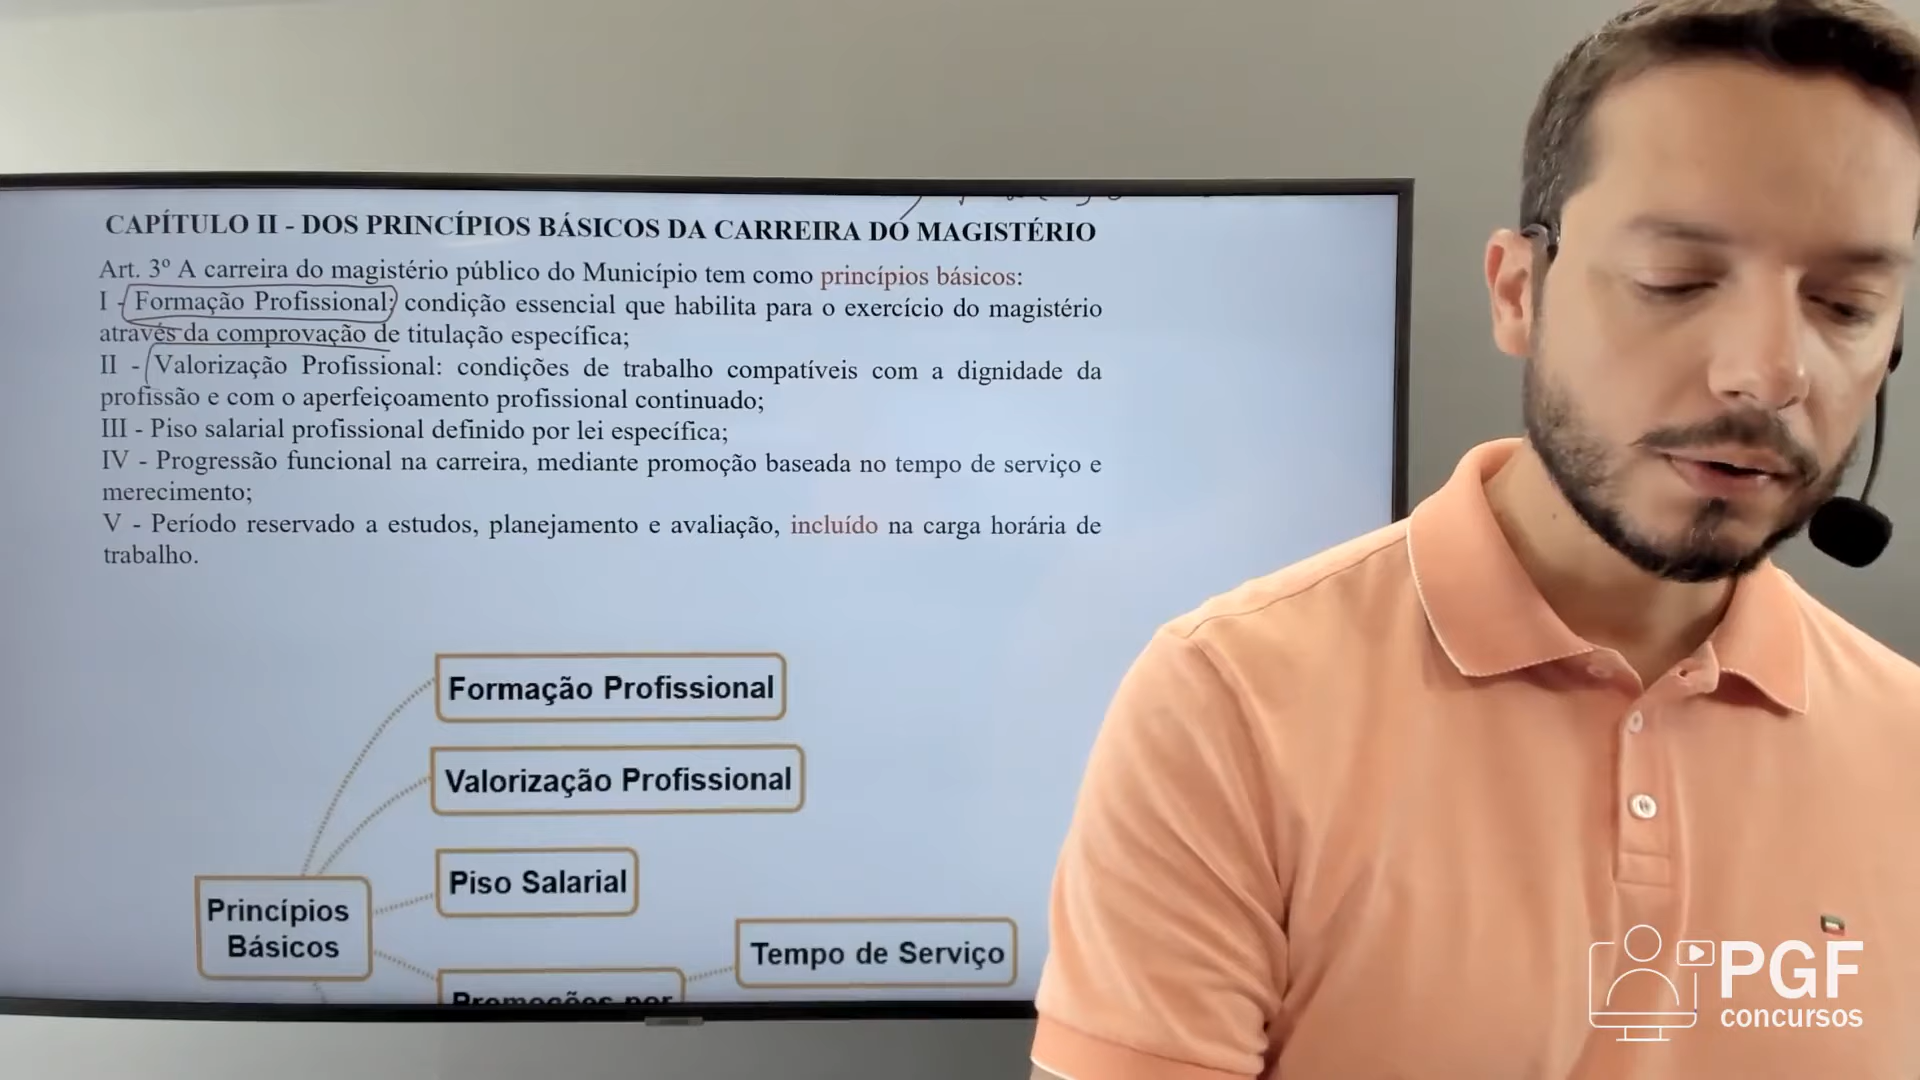 CAPÍTULO II - DOS PRINCÍPIOS BÁSICOS DA CARREIRA DO MAGISTÉRIO
Art. 3º A carreira do magistério público do Município tem como princípios básicos:
I - Formação Profissional: condição essencial que habilita para o exercício do magistério
através da comprovação de titulação específica;
II - Valorização Profissional: condições de trabalho compatíveis com a dignidade da
profissão e com o aperfeiçoamento profissional continuado;
III - Piso salarial profissional definido por lei específica;
IV - Progressão funcional na carreira, mediante promoção baseada no tempo de serviço e
merecimento;
V - Período reservado a estudos, planejamento e avaliação, incluído na carga horária de
trabalho.
Formação Profissional
Valorização Profissional
Piso Salarial
Princípios
Básicos
Tempo de Serviço
Promoções por
PGF
concursos